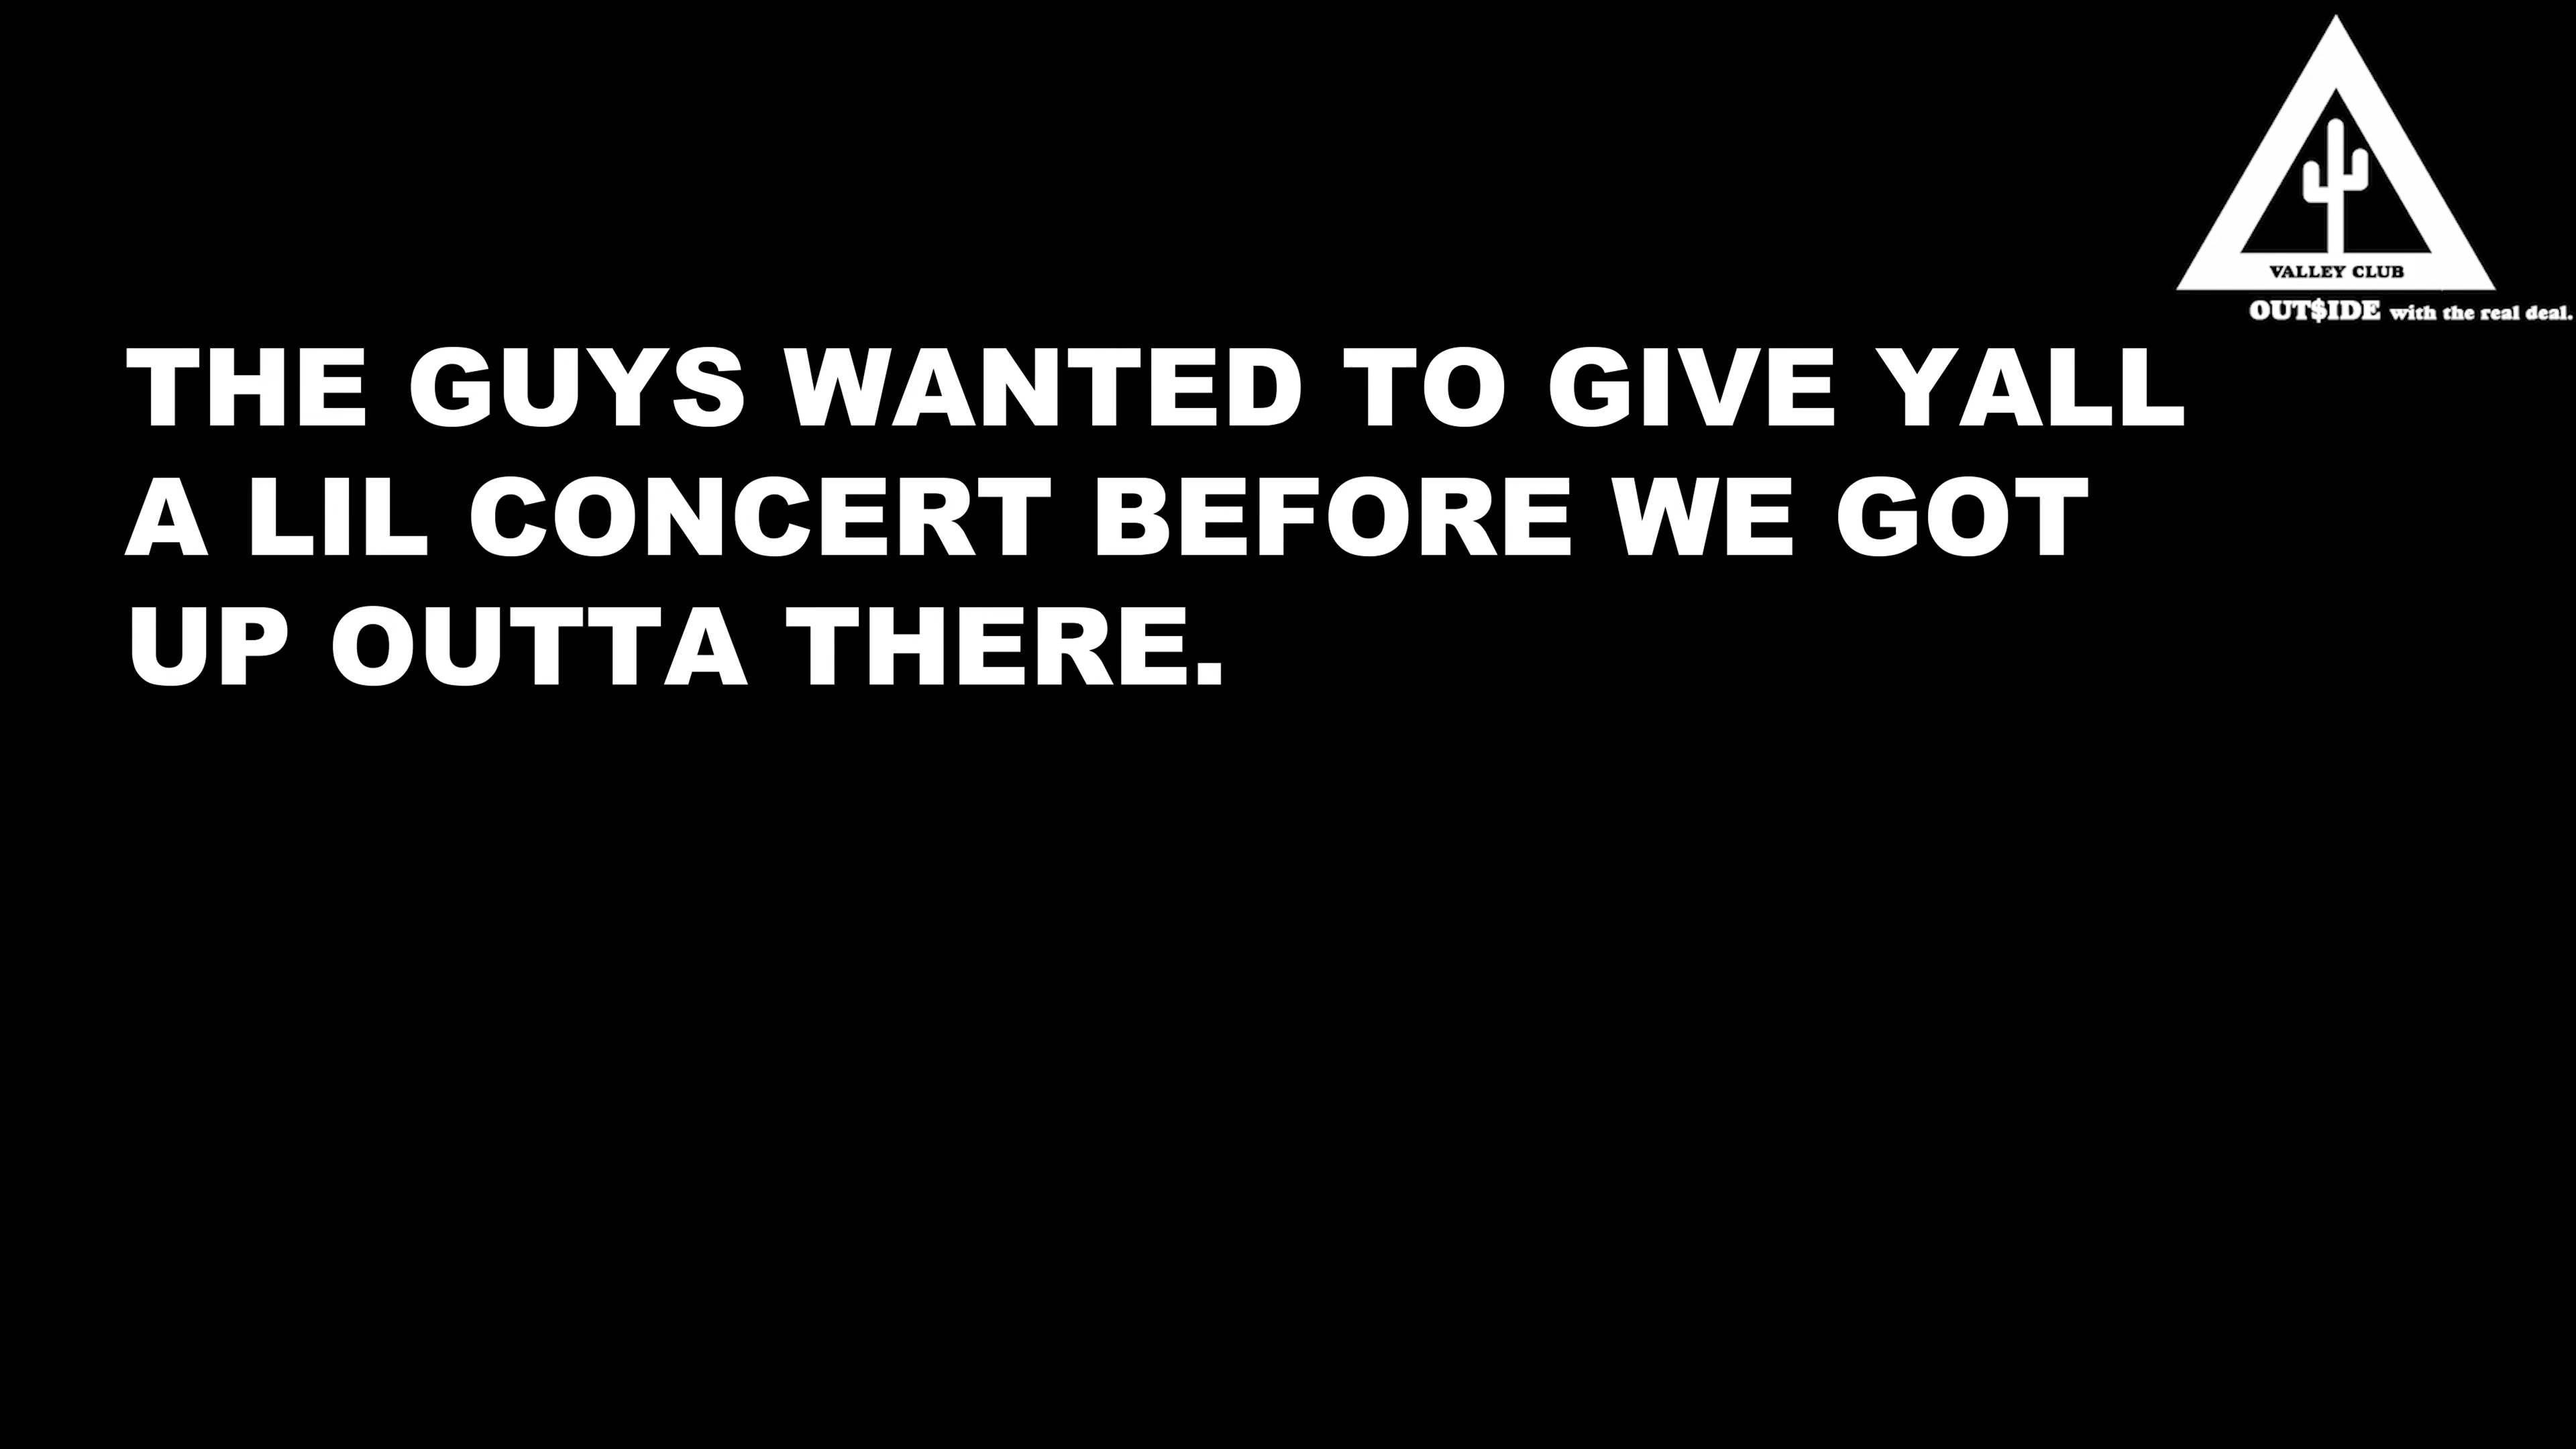 VALLEY CLUB
OUT$IDE with the real deal.
THE GUYS WANTED TO GIVE YALL
A LIL CONCERT BEFORE WE GOT
UP OUTTA THERE.